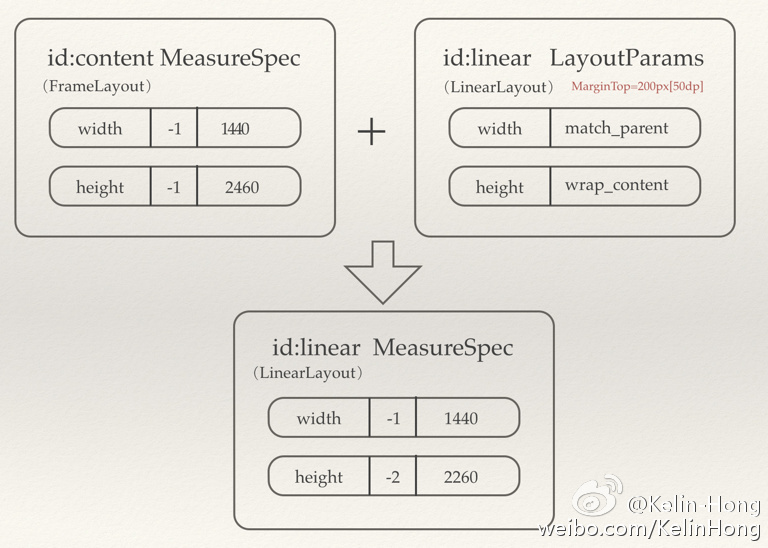 id:content MeasureSpec
(FrameLayout)
width -1 1440
height -1 2460
+
id:linear LayoutParams
(LinearLayout) MarginTop=200px[50dp]
width match_parent
height wrap_content
id:linear MeasureSpec
(LinearLayout)
width -1 1440
height -2 2260
@Kelin-Hong
weibo.com/KelinHong